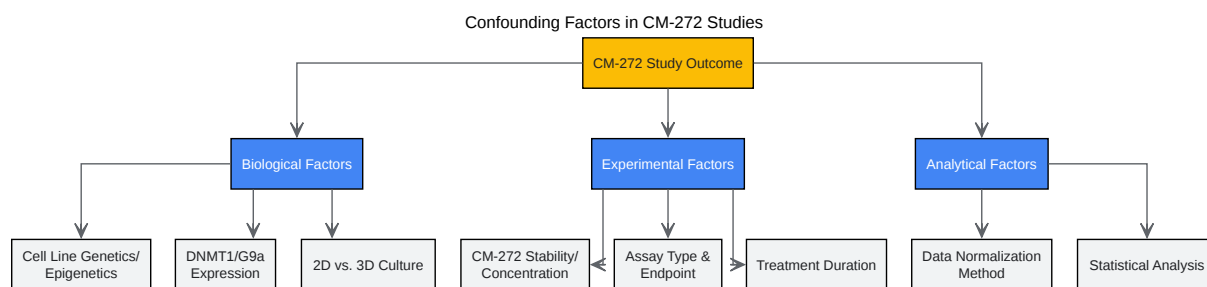 Confounding Factors in CM-272 Studies
CM-272 Study Outcome
Biological Factors
Experimental Factors
Analytical Factors
Cell Line Genetics/
Epigenetics
DNMT1/G9a
Expression
2D vs. 3D Culture
CM-272 Stability/
Concentration
Assay Type &
Endpoint
Treatment Duration
Data Normalization
Method
Statistical Analysis